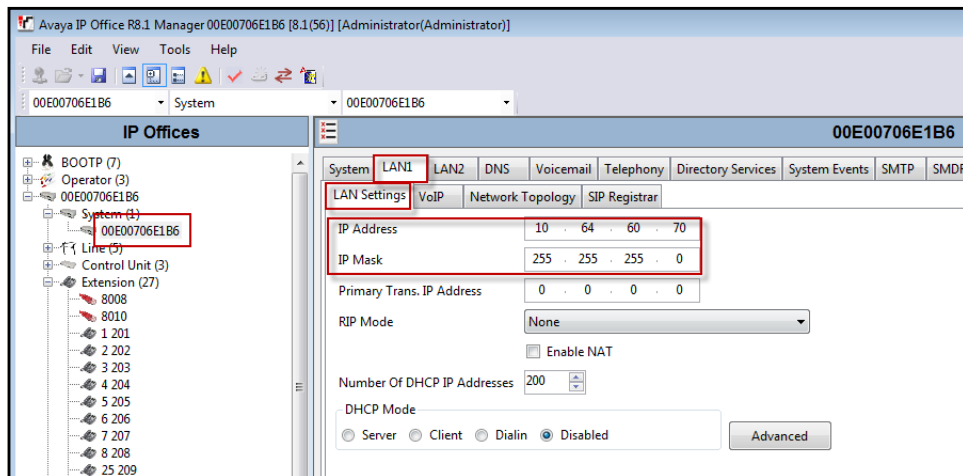 Avaya IP Office R8.1 Manager 00E00706E1B6 [8.1(56)] [Administrator(Administrator)]
File Edit View Tools Help
00E00706E1B6 System 00E00706E1B6
IP Offices
00E00706E1B6
BOOTP (7)
Operator (3)
00E00706E1B6
System (1)
00E00706E1B6
Line (5)
Control Unit (3)
Extension (27)
8008
8010
1 201
2 202
3 203
4 204
5 205
6 206
7 207
8 208
25 209
System LAN1 LAN2 DNS Voicemail Telephony Directory Services System Events SMTP SMDR
LAN Settings VoIP Network Topology SIP Registrar
IP Address 10 . 64 . 60 . 70
IP Mask 255 . 255 . 255 . 0
Primary Trans. IP Address 0 . 0 . 0 . 0
RIP Mode None
Enable NAT
Number Of DHCP IP Addresses 200
DHCP Mode
Server Client Dialin Disabled
Advanced